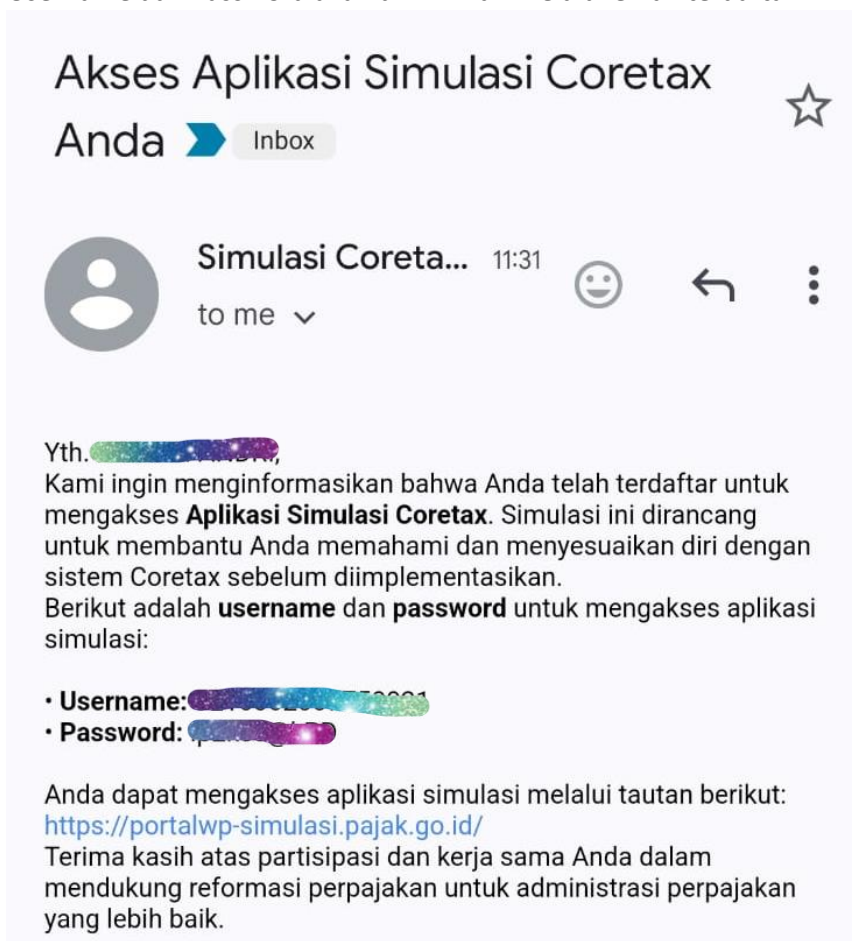 Akses Aplikasi Simulasi Coretax
Anda Inbox
Simulasi Coreta... 11:31
to me
Yth.
Kami ingin menginformasikan bahwa Anda telah terdaftar untuk
mengakses Aplikasi Simulasi Coretax. Simulasi ini dirancang
untuk membantu Anda memahami dan menyesuaikan diri dengan
sistem Coretax sebelum diimplementasikan.
Berikut adalah username dan password untuk mengakses aplikasi
simulasi:
• Username:
• Password:
Anda dapat mengakses aplikasi simulasi melalui tautan berikut:
https://portalwp-simulasi.pajak.go.id/
Terima kasih atas partisipasi dan kerja sama Anda dalam
mendukung reformasi perpajakan untuk administrasi perpajakan
yang lebih baik.